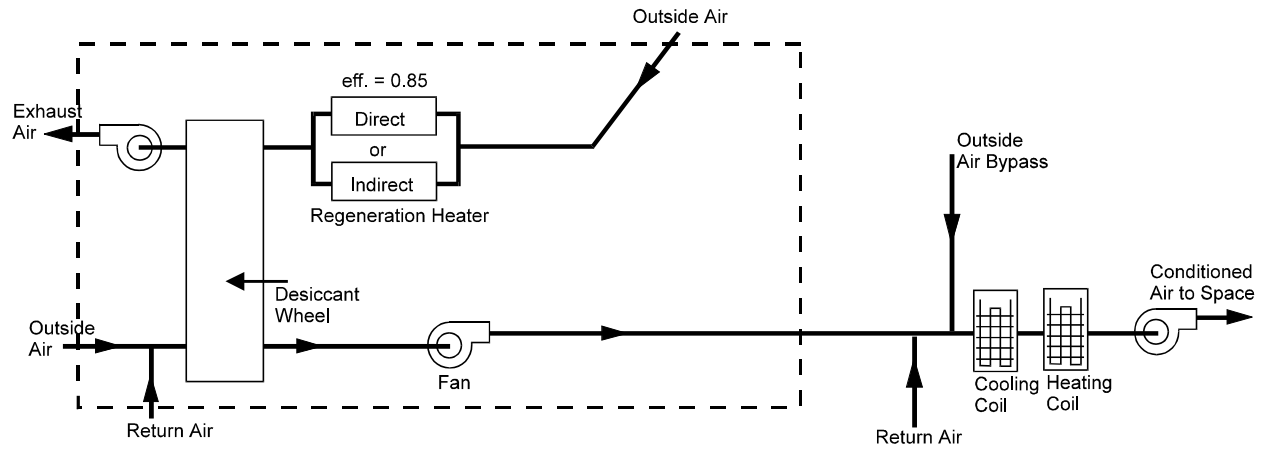 Outside Air
eff. = 0.85
Exhaust
Air
Direct
or
Indirect
Regeneration Heater
Outside
Air Bypass
Desiccant
Wheel
Conditioned
Air to Space
Outside
Air
Fan
Cooling
Coil
Heating
Coil
Return Air
Return Air